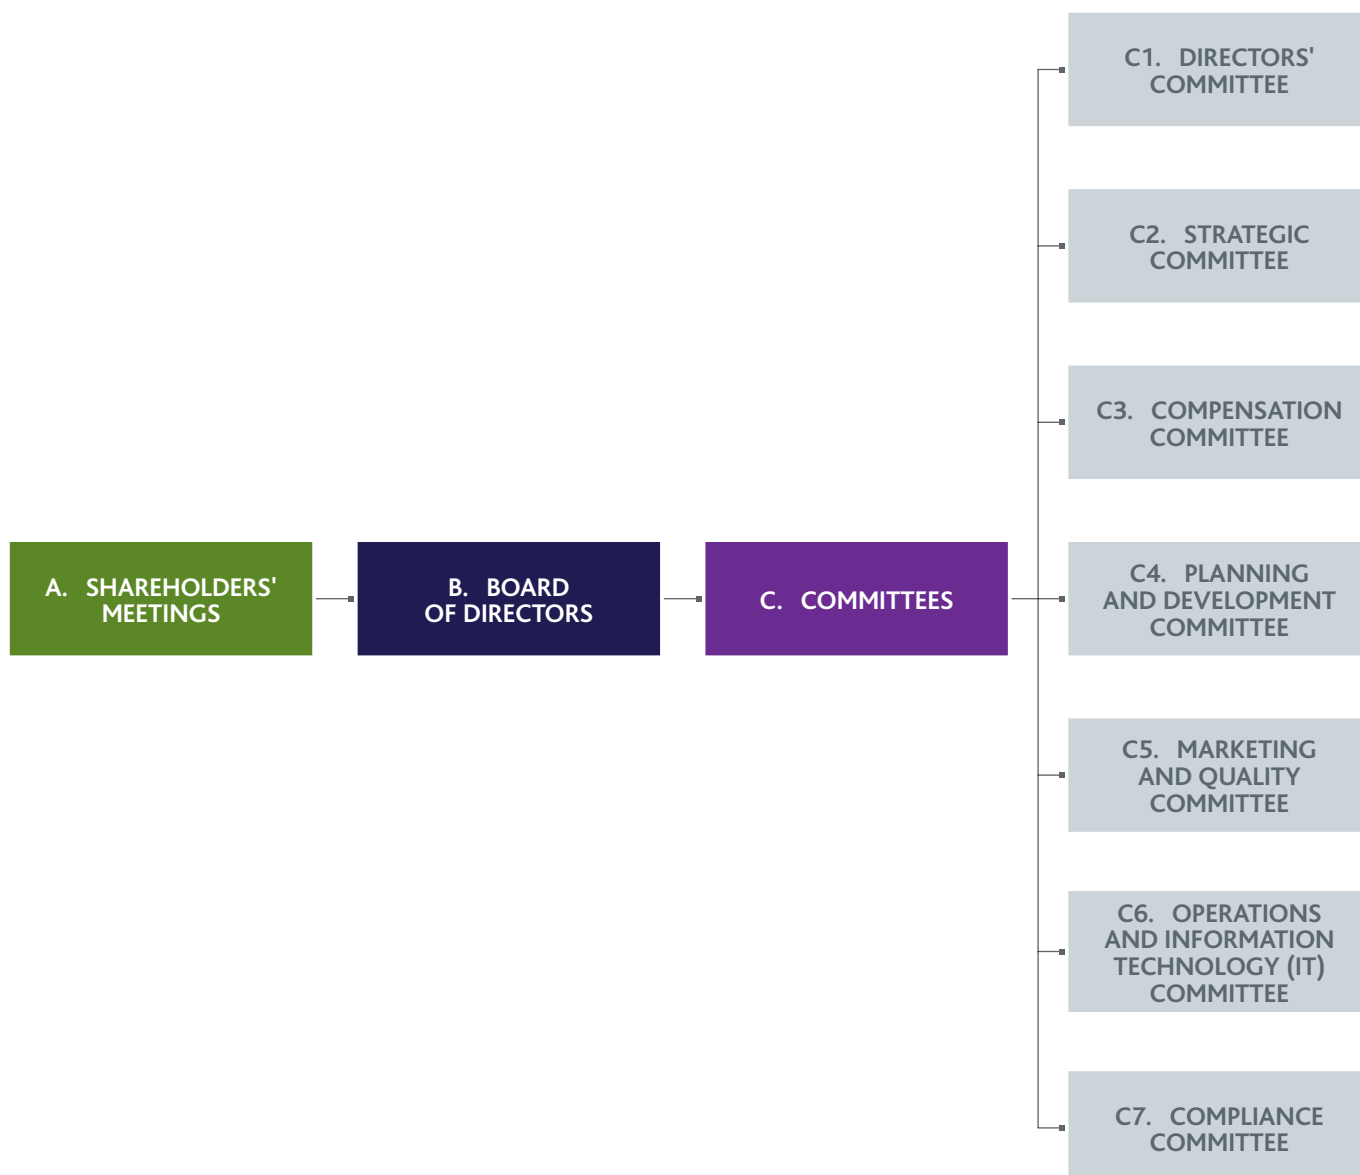 C1. DIRECTORS'
COMMITTEE
C2. STRATEGIC
COMMITTEE
C3. COMPENSATION
COMMITTEE
A. SHAREHOLDERS'
MEETINGS
B. BOARD
OF DIRECTORS
C. COMMITTEES
C4. PLANNING
AND DEVELOPMENT
COMMITTEE
C5. MARKETING
AND QUALITY
COMMITTEE
C6. OPERATIONS
AND INFORMATION
TECHNOLOGY (IT)
COMMITTEE
C7. COMPLIANCE
COMMITTEE